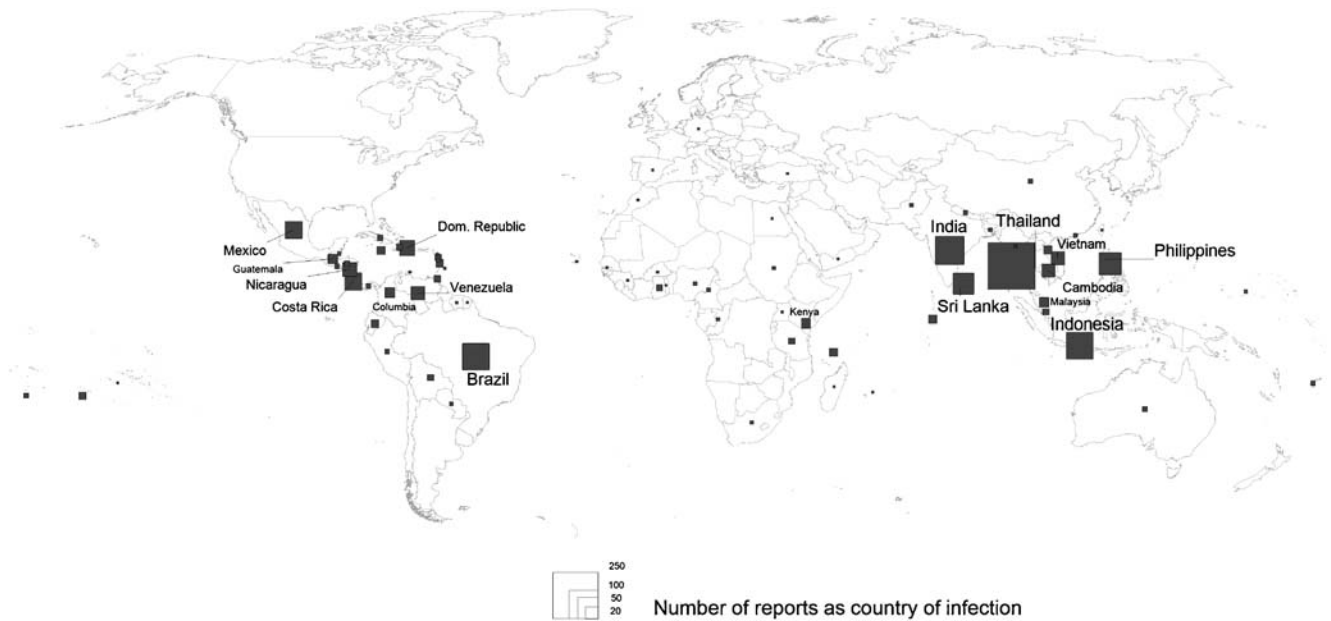 Dom. Republic
Mexico
Guatemala
Nicaragua
Costa Rica
Columbia
Venezuela
Brazil
Kenya
India
Thailand
Vietnam
Philippines
Cambodia
Sri Lanka
Malaysia
Indonesia
250
100
50
20
Number of reports as country of infection